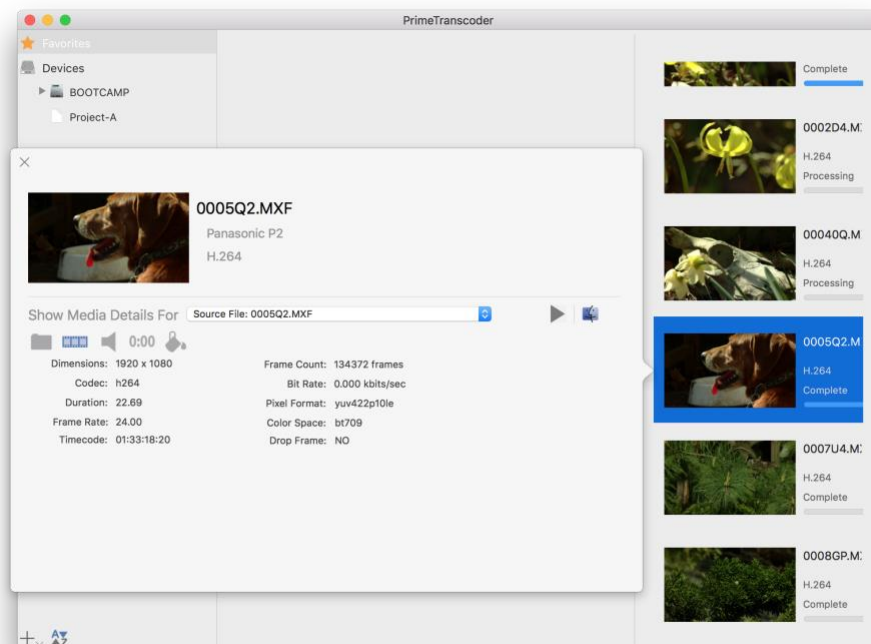 PrimeTranscoder
Favorites
Devices
BOOTCAMP
Project-A
0005Q2.MXF
Panasonic P2
H.264
Show Media Details For
Source File: 0005Q2.MXF
0:00
Dimensions: 1920 x 1080
Codec: h264
Duration: 22.69
Frame Rate: 24.00
Timecode: 01:33:18:20
Frame Count: 134372 frames
Bit Rate: 0.000 kbits/sec
Pixel Format: yuv422p10le
Color Space: bt709
Drop Frame: NO
Complete
0002D4.M
H.264
Processing
00040Q.M
H.264
Processing
0005Q2.M
H.264
Complete
0007U4.M
H.264
Complete
0008GP.M
H.264
Complete
AZ